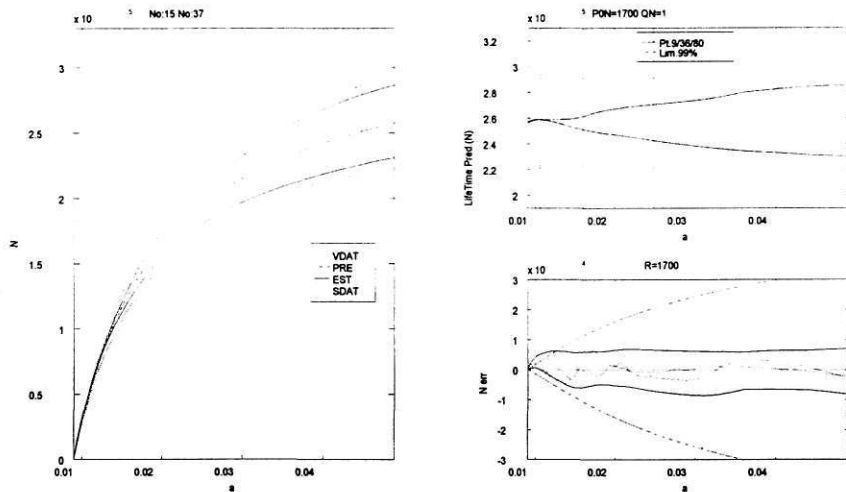 x 10 5 No:15 No:37
3
2.5
2
1.5
1
0.5
0
0.01 0.02 0.03 0.04
N
a
VDAT
PRE
EST
SDAT
x 10 5 P0N=1700 QN=1
3.2
3
2.8
2.6
2.4
2.2
2
0.01 0.02 0.03 0.04
LifeTime Pred (N)
a
Pt.9/36/80
Lim.99%
x 10 4 R=1700
3
2
1
0
-1
-2
-3
0.01 0.02 0.03 0.04
N err
a